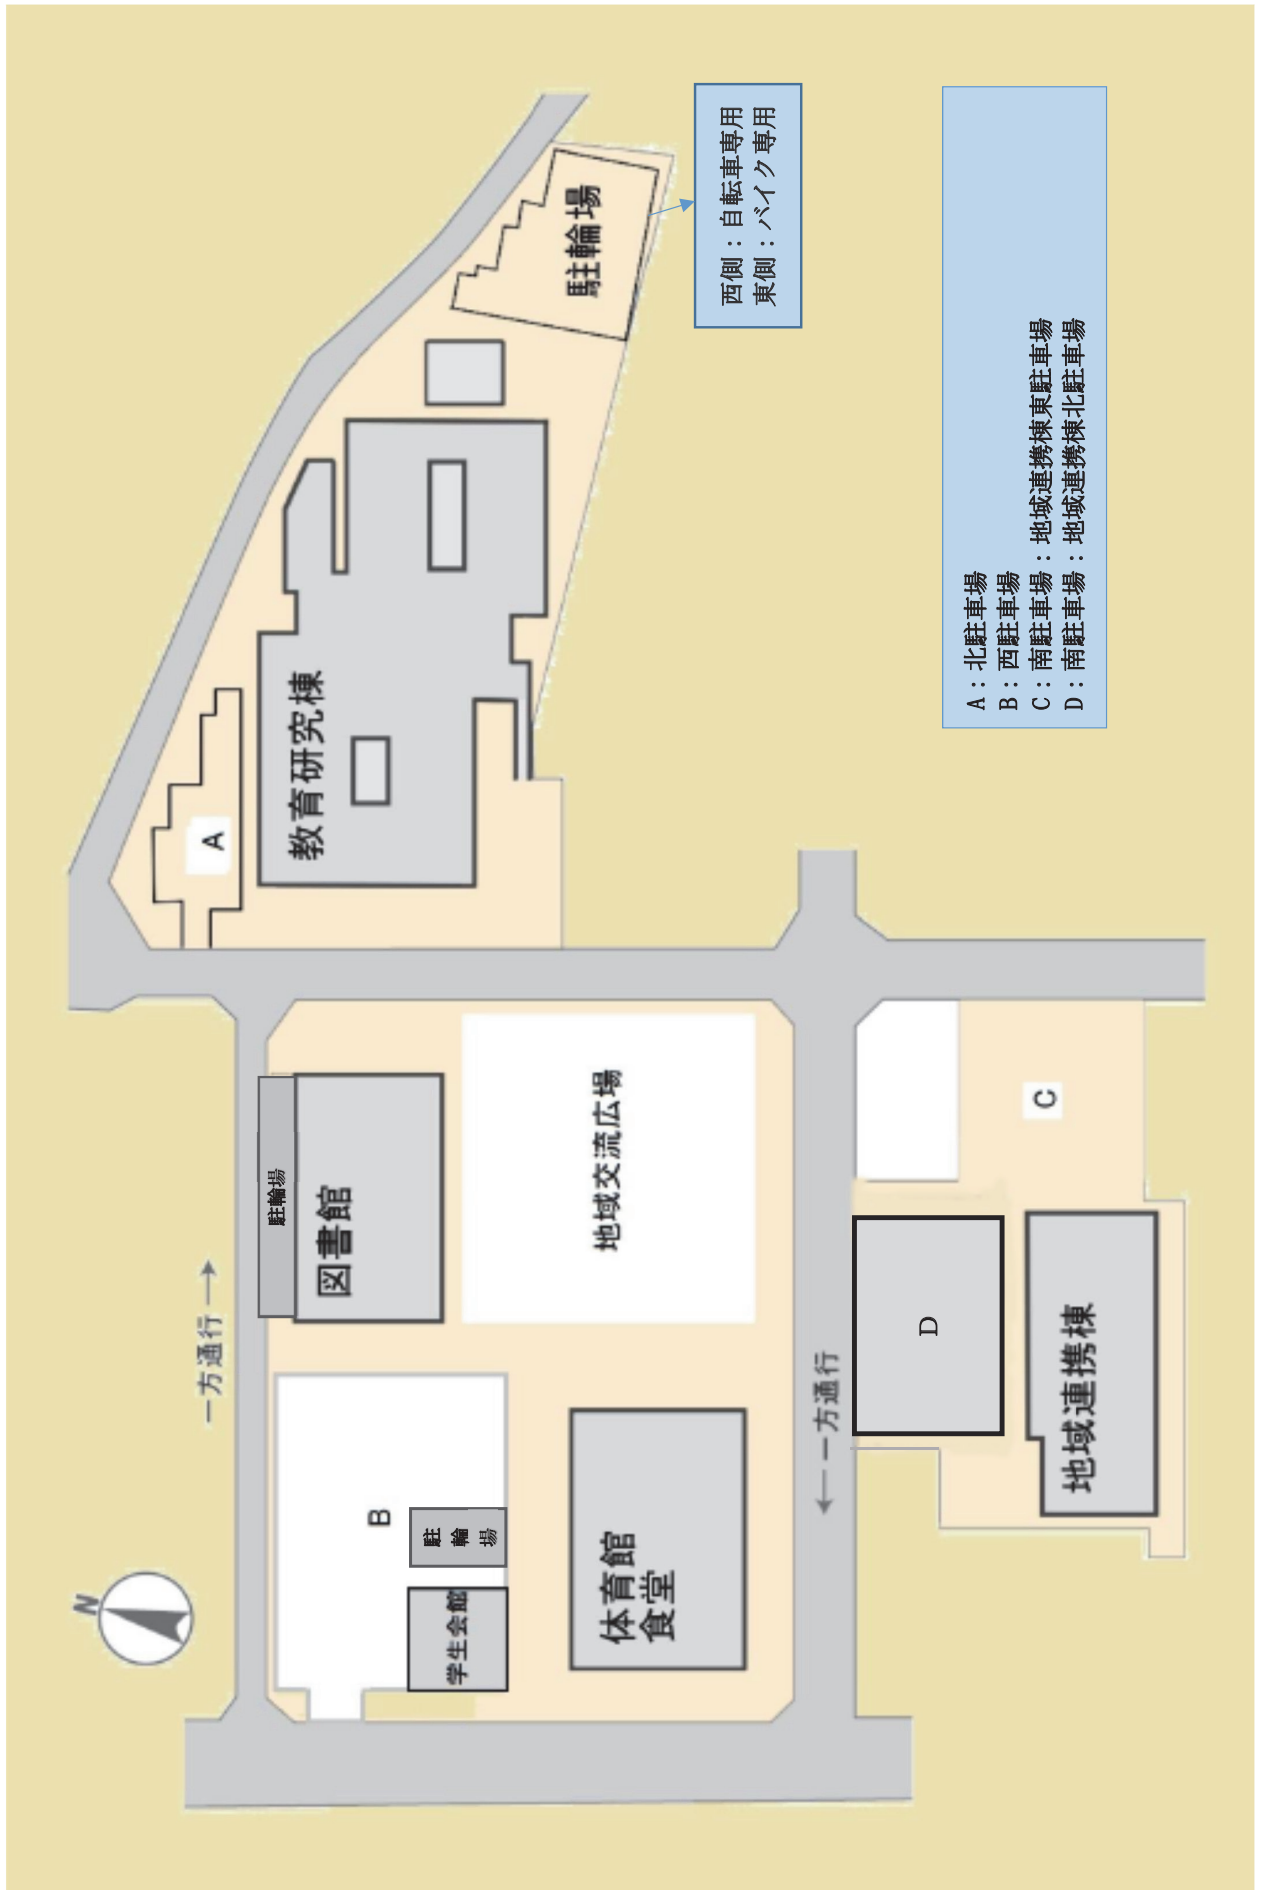 N
一方通行
駐輪場
図書館
A
教育研究棟
駐輪場
西側：自転車専用
東側：バイク専用
B
駐
輪
場
学生会館
地域交流広場
体育館
食堂
一方通行
D
C
地域連携棟
A：北駐車場
B：西駐車場
C：南駐車場：地域連携棟東駐車場
D：南駐車場：地域連携棟北駐車場